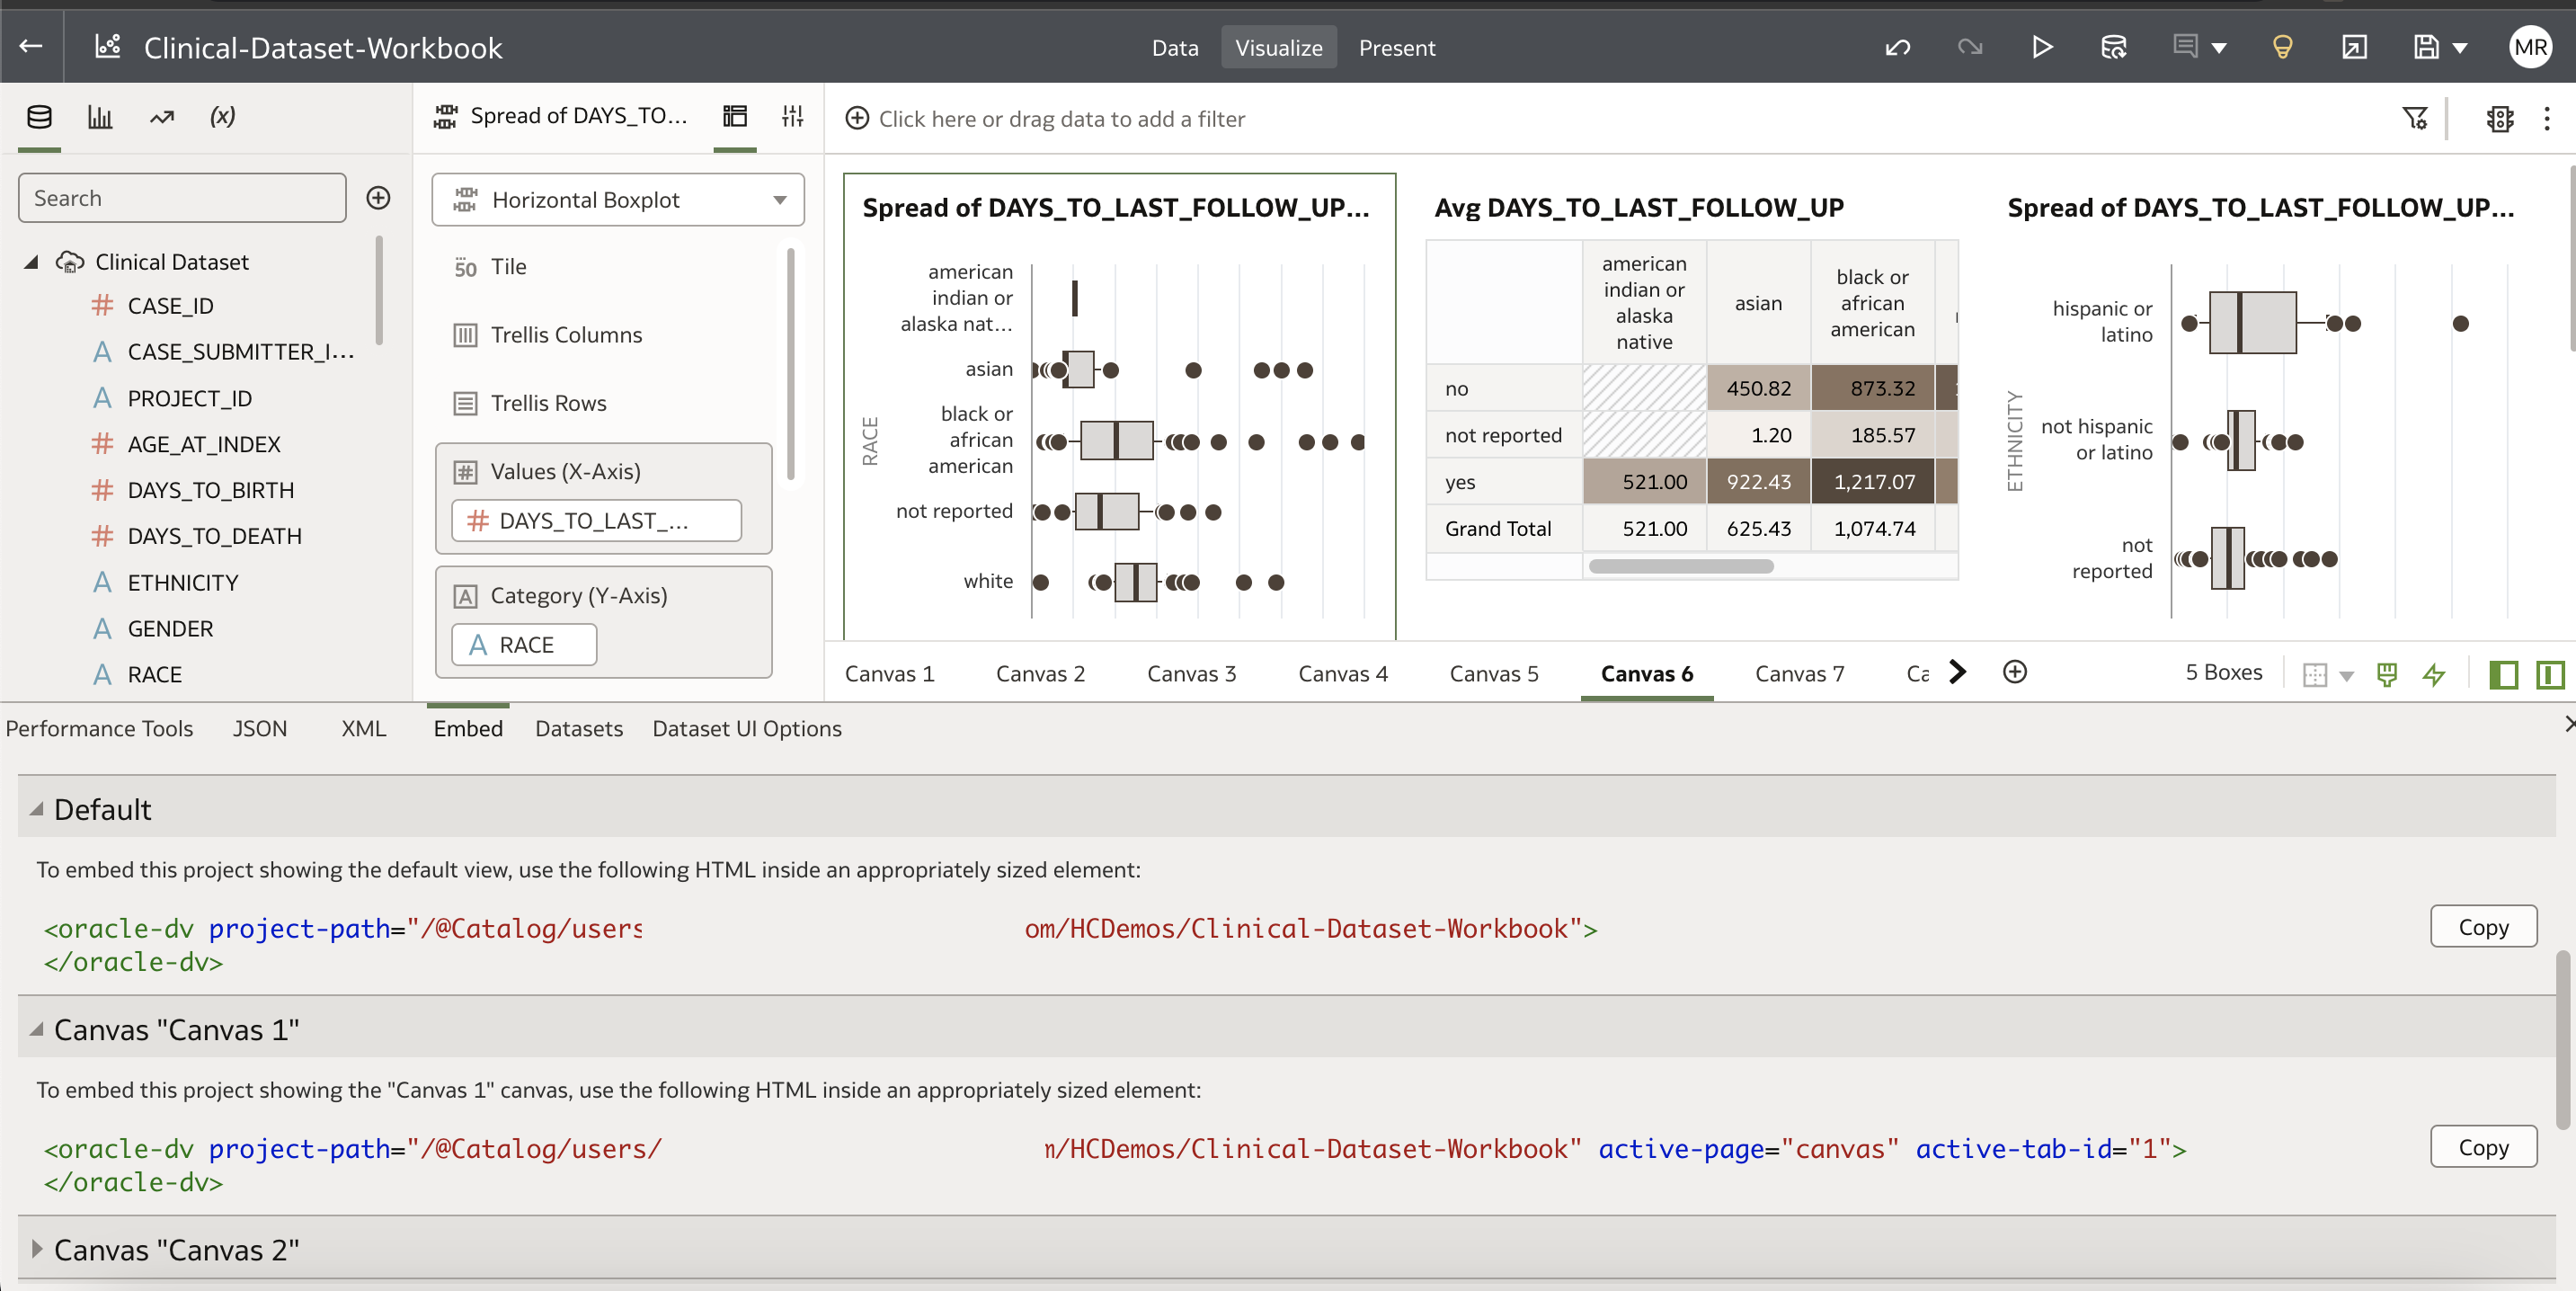 Clinical-Dataset-Workbook
Data
Visualize
Present
MR
(x)
Spread of DAYS_TO...
Click here or drag data to add a filter
Search
Clinical Dataset
# CASE_ID
A CASE_SUBMITTER_I...
A PROJECT_ID
# AGE_AT_INDEX
# DAYS_TO_BIRTH
# DAYS_TO_DEATH
A ETHNICITY
A GENDER
A RACE
Horizontal Boxplot
50 Tile
Trellis Columns
Trellis Rows
# Values (X-Axis)
# DAYS_TO_LAST_...
A Category (Y-Axis)
A RACE
Spread of DAYS_TO_LAST_FOLLOW_UP...
RACE
american
indian or
alaska nat...
asian
black or
african
american
not reported
white
Avg DAYS_TO_LAST_FOLLOW_UP
american
indian or
alaska
native
asian
black or
african
american
no 450.82 873.32
not reported 1.20 185.57
yes 521.00 922.43 1,217.07
Grand Total 521.00 625.43 1,074.74
Spread of DAYS_TO_LAST_FOLLOW_UP...
ETHNICITY
hispanic or
latino
not hispanic
or latino
not
reported
Canvas 1
Canvas 2
Canvas 3
Canvas 4
Canvas 5
Canvas 6
Canvas 7
Ca
5 Boxes
Performance Tools
JSON
XML
Embed
Datasets
Dataset UI Options
Default
To embed this project showing the default view, use the following HTML inside an appropriately sized element:
<oracle-dv project-path="/@Catalog/users om/HCDemos/Clinical-Dataset-Workbook">
</oracle-dv>
Copy
Canvas "Canvas 1"
To embed this project showing the "Canvas 1" canvas, use the following HTML inside an appropriately sized element:
<oracle-dv project-path="/@Catalog/users/ n/HCDemos/Clinical-Dataset-Workbook" active-page="canvas" active-tab-id="1">
</oracle-dv>
Copy
Canvas "Canvas 2"